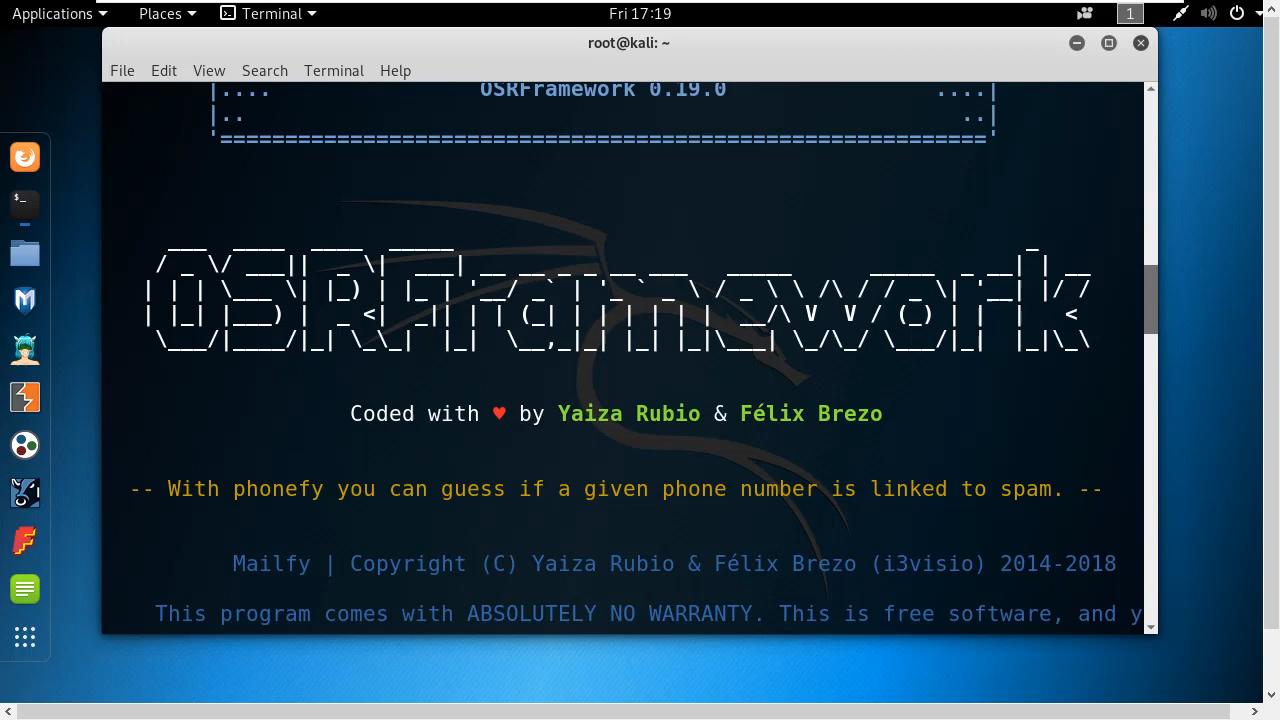 Applications Places Terminal Fri 17:19 1
root@kali: ~
File Edit View Search Terminal Help
|.... OSRFramework 0.19.0 ....|
|.. ..|
'==========================================================='
OSRFramework
Coded with ♥ by Yaiza Rubio & Félix Brezo
-- With phonefy you can guess if a given phone number is linked to spam. --
Mailfy | Copyright (C) Yaiza Rubio & Félix Brezo (i3visio) 2014-2018
This program comes with ABSOLUTELY NO WARRANTY. This is free software, and y